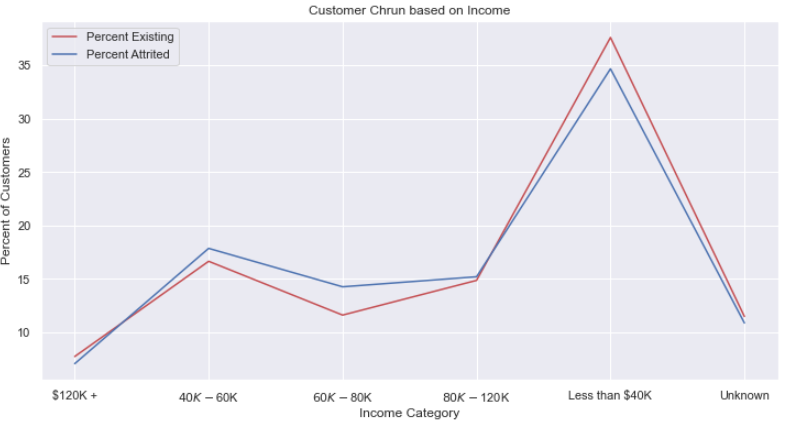 Customer Chrun based on Income
Percent Existing
Percent Attrited
Percent of Customers
35
30
25
20
15
10
$120K +
40K − 60K
60K − 80K
80K − 120K
Less than $40K
Unknown
Income Category